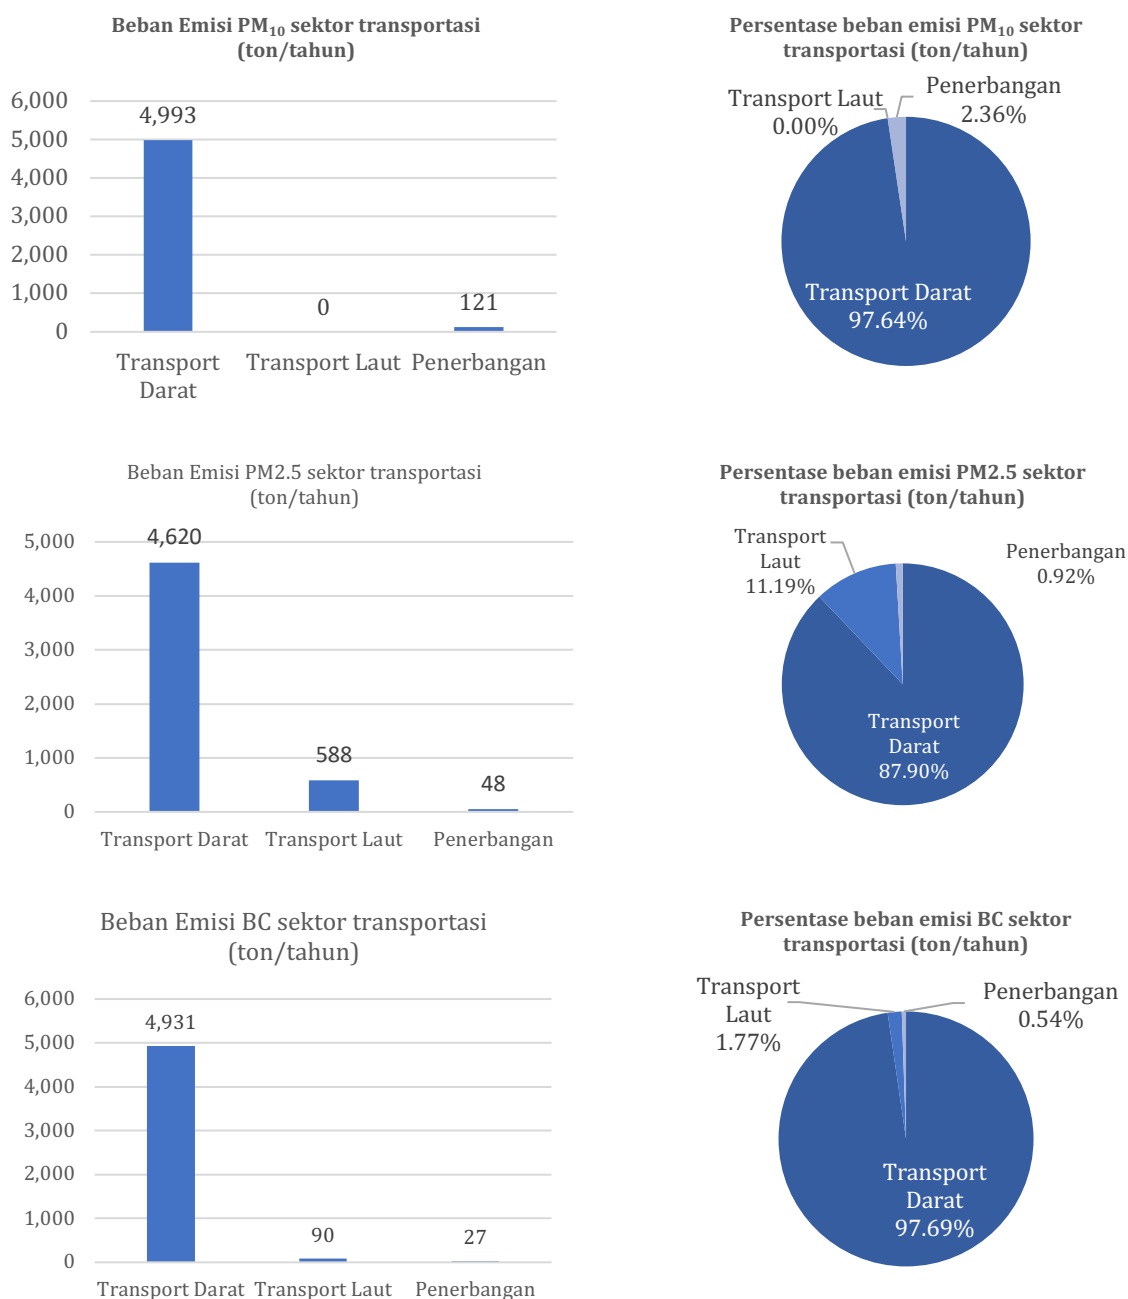 Beban Emisi PM₁₀ sektor transportasi
(ton/tahun)
6,000
5,000
4,000
3,000
2,000
1,000
0
4,993
0
121
Transport
Darat
Transport Laut
Penerbangan
Persentase beban emisi PM₁₀ sektor
transportasi (ton/tahun)
Transport Laut
0.00%
Penerbangan
2.36%
Transport Darat
97.64%
Beban Emisi PM2.5 sektor transportasi
(ton/tahun)
5,000
4,000
3,000
2,000
1,000
0
4,620
588
48
Transport Darat
Transport Laut
Penerbangan
Persentase beban emisi PM2.5 sektor
transportasi (ton/tahun)
Transport
Laut
11.19%
Penerbangan
0.92%
Transport
Darat
87.90%
Beban Emisi BC sektor transportasi
(ton/tahun)
6,000
5,000
4,000
3,000
2,000
1,000
0
4,931
90
27
Transport Darat
Transport Laut
Penerbangan
Persentase beban emisi BC sektor
transportasi (ton/tahun)
Transport
Laut
1.77%
Penerbangan
0.54%
Transport
Darat
97.69%